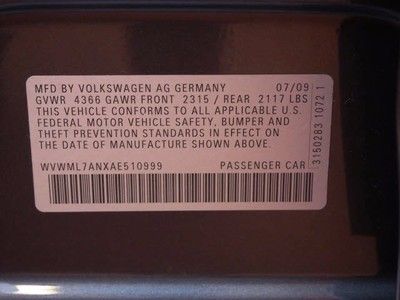 MFD BY VOLKSWAGEN AG GERMANY 07/09
GVWR 4366 GAWR FRONT 2315 / REAR 2117 LBS
THIS VEHICLE CONFORMS TO ALL APPLICABLE U.S.
FEDERAL MOTOR VEHICLE SAFETY, BUMPER AND
THEFT PREVENTION STANDARDS IN EFFECT ON
THE DATE OF MANUFACTURE SHOWN ABOVE.
WVWML7ANXAE510999 PASSENGER CAR
3150283 1072 1